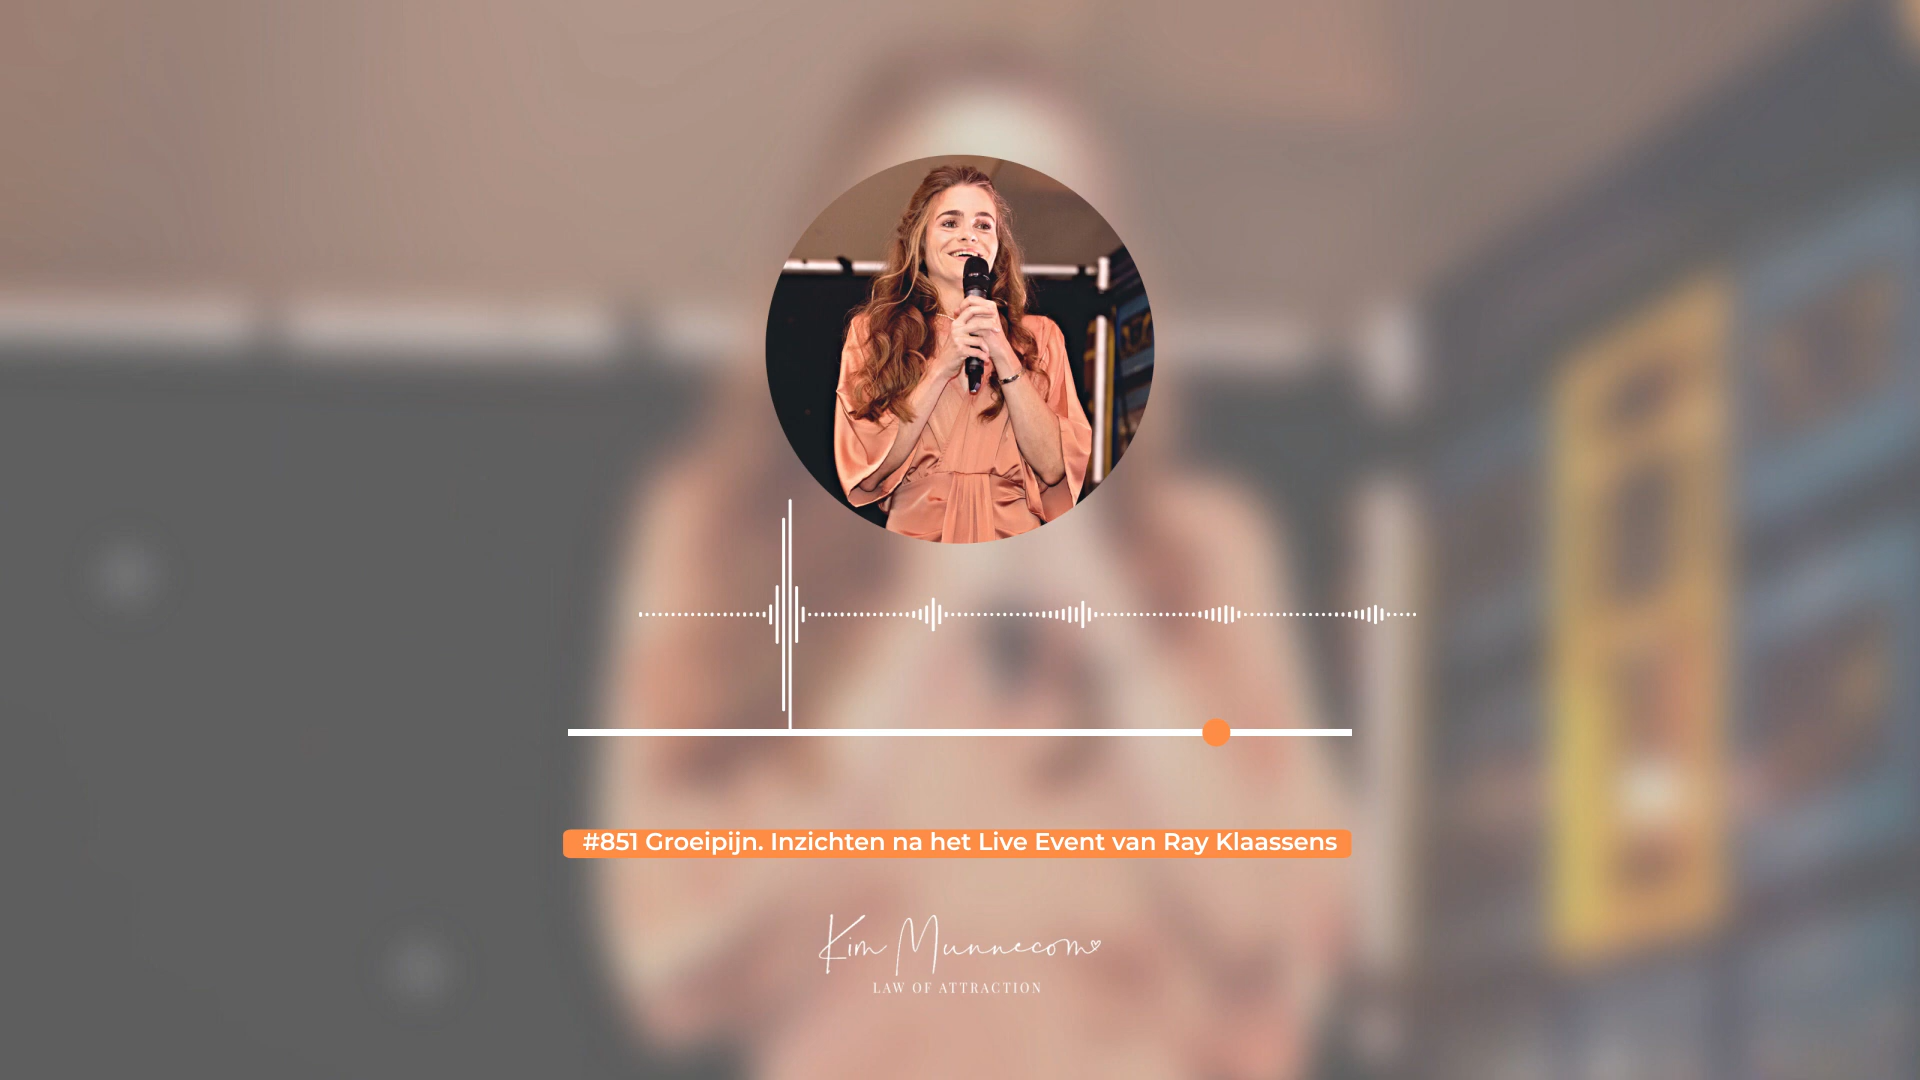 #851 Groeipijn. Inzichten na het Live Event van Ray Klaassens
Kim Munnecom
LAW OF ATTRACTION